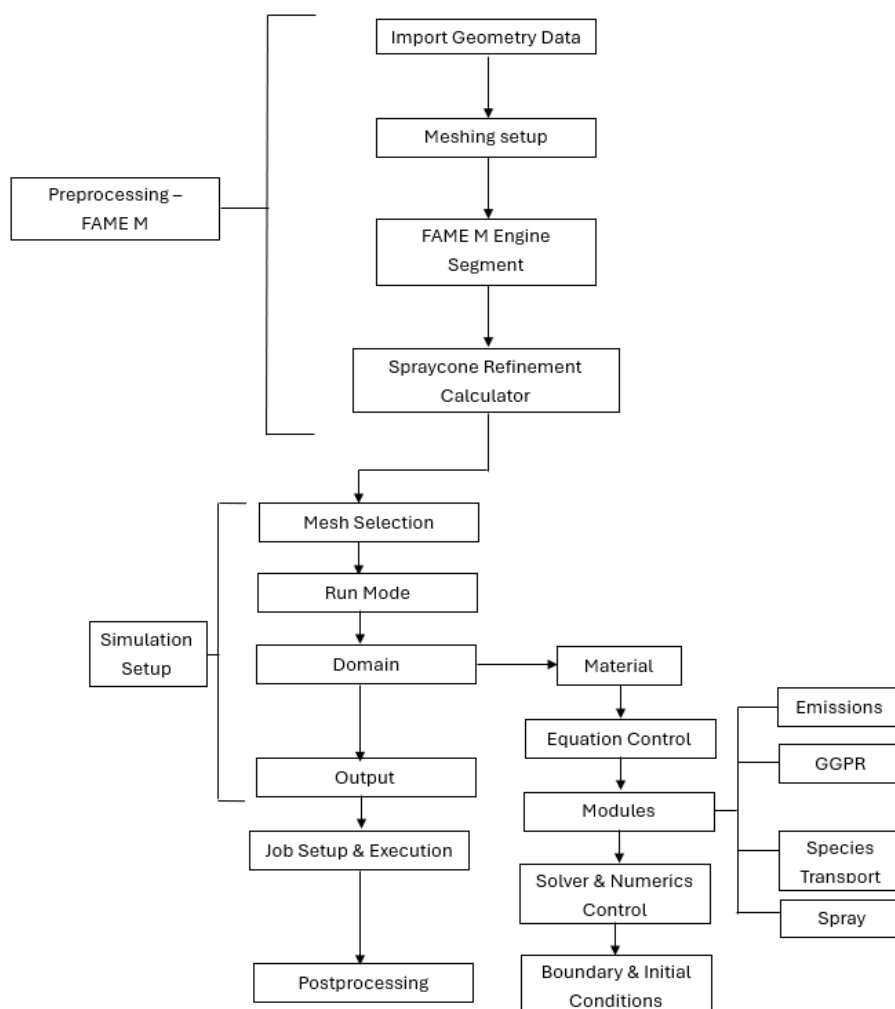 Import Geometry Data
Meshing setup
Preprocessing –
FAME M
FAME M Engine
Segment
Spraycone Refinement
Calculator
Mesh Selection
Run Mode
Simulation
Setup
Domain
Material
Emissions
Equation Control
GGPR
Output
Modules
Job Setup & Execution
Species
Transport
Solver & Numerics
Control
Spray
Postprocessing
Boundary & Initial
Conditions